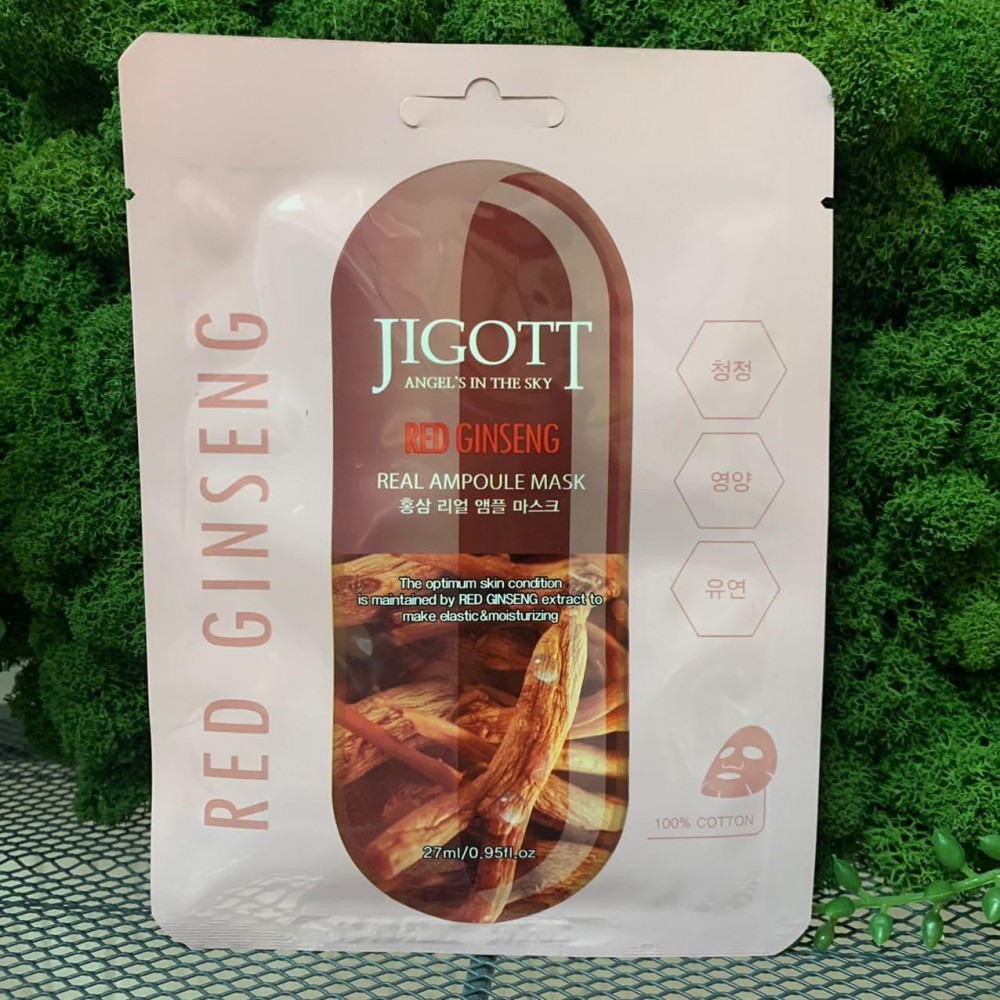 RED GINSENG
JIGOTT
ANGEL'S IN THE SKY
RED GINSENG
REAL AMPOULE MASK
홍삼 리얼 앰플 마스크
The optimum skin condition
is maintained by RED GINSENG extract to
make elastic&moisturizing
27ml/0.95fl.oz
청정
영양
유연
100% COTTON